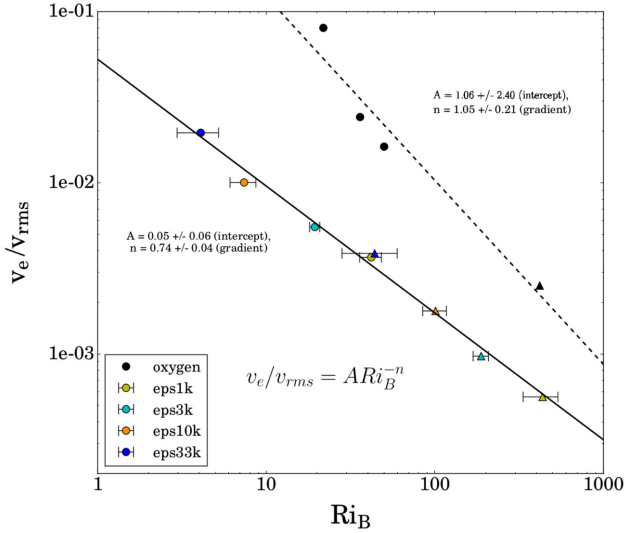 1e-01
1e-02
1e-03
v_e/v_rms
A = 1.06 +/- 2.40 (intercept),
n = 1.05 +/- 0.21 (gradient)
A = 0.05 +/- 0.06 (intercept),
n = 0.74 +/- 0.04 (gradient)
v_e/v_{rms} = ARi_B^{-n}
oxygen
eps1k
eps3k
eps10k
eps33k
1 10 100 1000
Ri_B